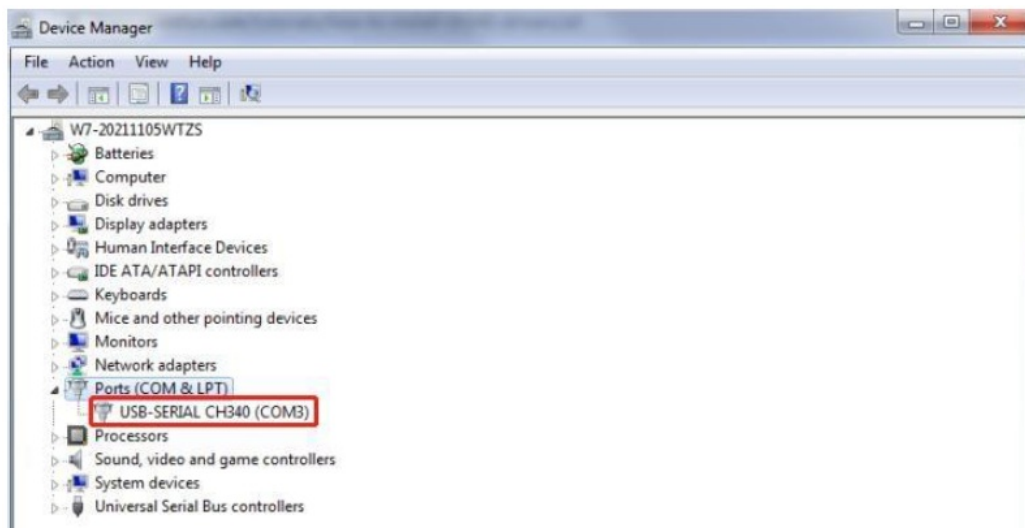 Device Manager
File Action View Help
W7-20211105WTZS
Batteries
Computer
Disk drives
Display adapters
Human Interface Devices
IDE ATA/ATAPI controllers
Keyboards
Mice and other pointing devices
Monitors
Network adapters
Ports (COM & LPT)
USB-SERIAL CH340 (COM3)
Processors
Sound, video and game controllers
System devices
Universal Serial Bus controllers